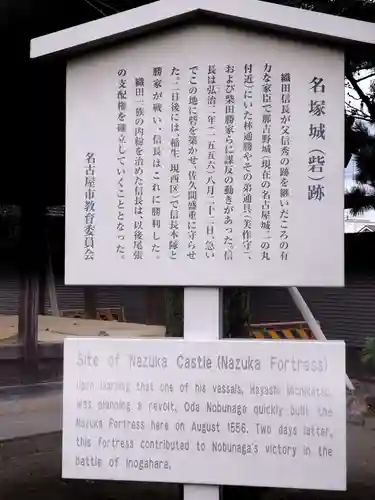 名塚城(砦)跡
織田信長が父信秀の跡を継いだころの有
力な家臣で那古野城(現在の名古屋城二の丸
付近)にいた林通勝やその弟通具(美作守)、
および柴田勝家らに謀反の動きがあった。信
長は弘治二年(一五五六)八月二十二日、急い
でこの地に砦を築かせ、佐久間盛重に守らせ
た。二日後には、稲生(現西区)で信長本隊と
勝家が戦い、信長はこれに勝利した。
織田一族の内紛を治めた信長は、以後尾張
の支配権を確立していくこととなった。
名古屋市教育委員会
Site of Nazuka Castle (Nazuka Fortress)
Upon learning that one of his vassals, Hayashi Michikatsu,
was planning a revolt, Oda Nobunaga quickly built the
Nazuka Fortress here on August 1556. Two days latter,
this fortress contributed to Nobunaga's victory in the
battle of Inogahara.